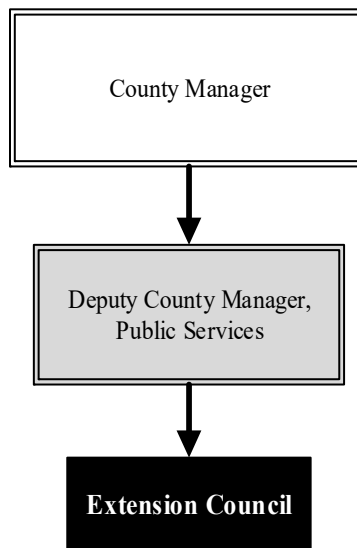 County Manager
Deputy County Manager,
Public Services
Extension Council